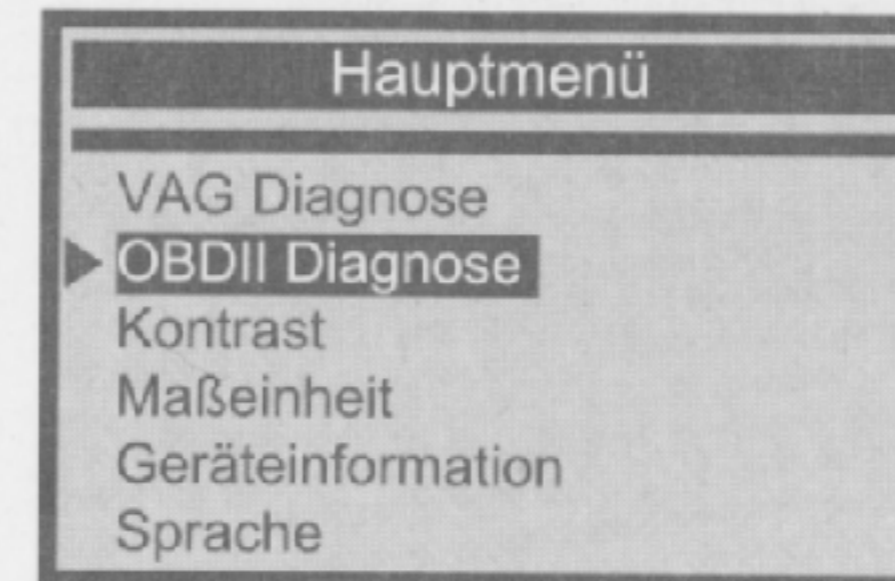 Hauptmenü
VAG Diagnose
OBDII Diagnose
Kontrast
Maßeinheit
Geräteinformation
Sprache